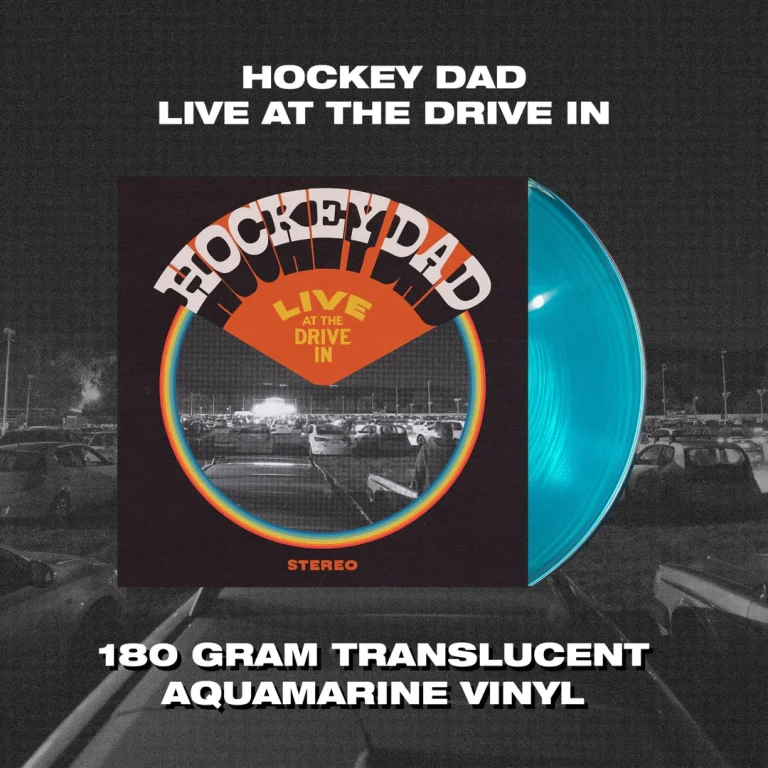 HOCKEY DAD
LIVE AT THE DRIVE IN
HOCKEY DAD
LIVE
AT THE
DRIVE
IN
STEREO
180 GRAM TRANSLUCENT
AQUAMARINE VINYL